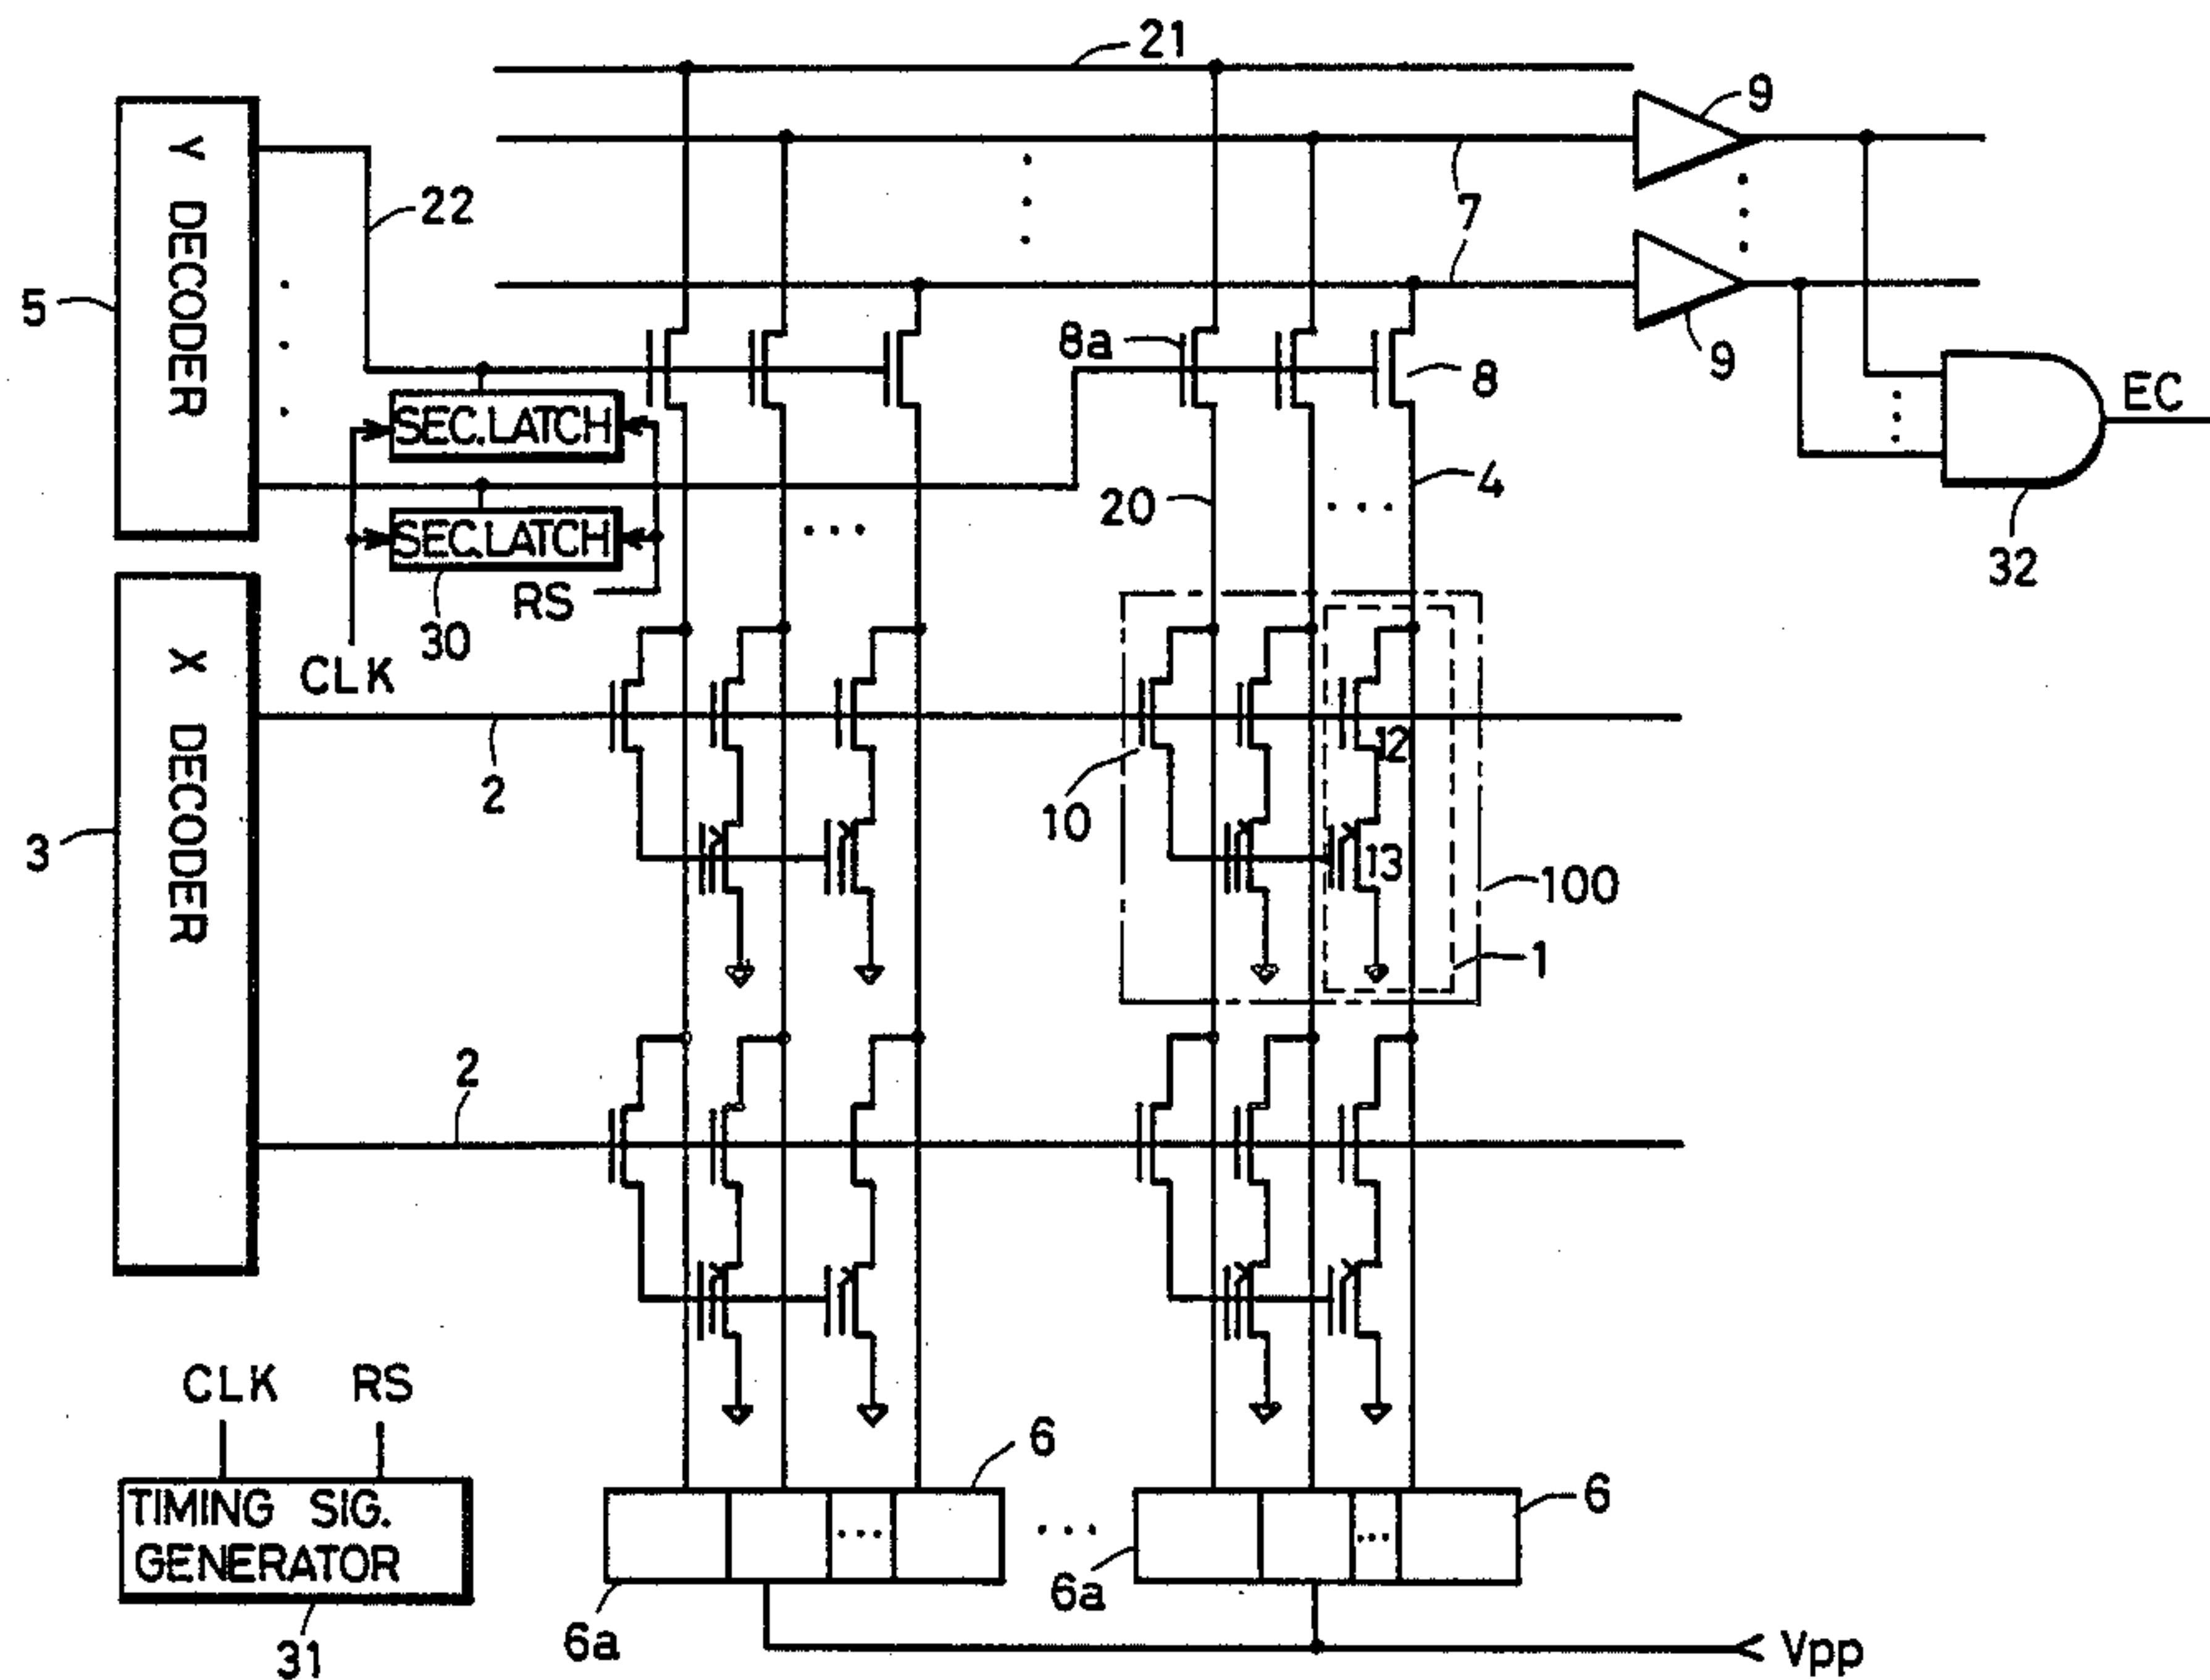 21
9
Y DECODER
22
7
5
8a
8
9
EC
SEC.LATCH
20
4
SEC.LATCH
32
RS
30
X DECODER
CLK
12
2
10
3
13
100
1
2
CLK RS
6
6
TIMING SIG.
GENERATOR
6a
6a
31
Vpp